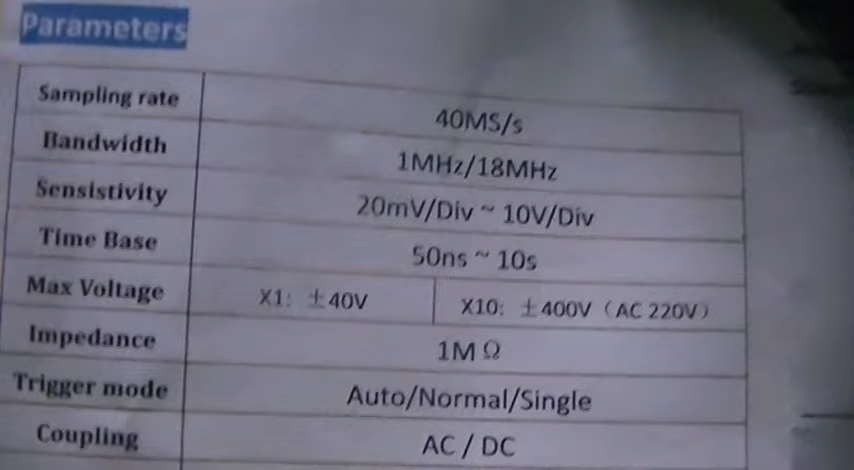 Parameters
Sampling rate 40MS/s
Bandwidth 1MHz/18MHz
Sensistivity 20mV/Div ~ 10V/Div
Time Base 50ns ~ 10s
Max Voltage X1: ±40V X10: ±400V (AC 220V)
Impedance 1M Ω
Trigger mode Auto/Normal/Single
Coupling AC / DC